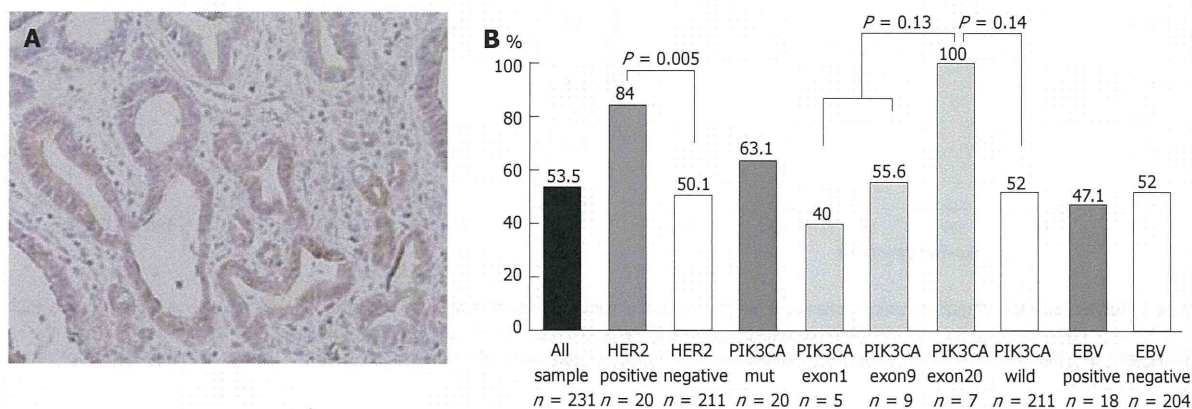 A
B %
P = 0.13
P = 0.14
P = 0.005
100
80
60
40
20
0
53.5
84
50.1
63.1
40
55.6
100
52
47.1
52
All sample n = 231
HER2 positive n = 20
HER2 negative n = 211
PIK3CA mut n = 20
PIK3CA exon1 n = 5
PIK3CA exon9 n = 9
PIK3CA exon20 n = 7
PIK3CA wild n = 211
EBV positive n = 18
EBV negative n = 204